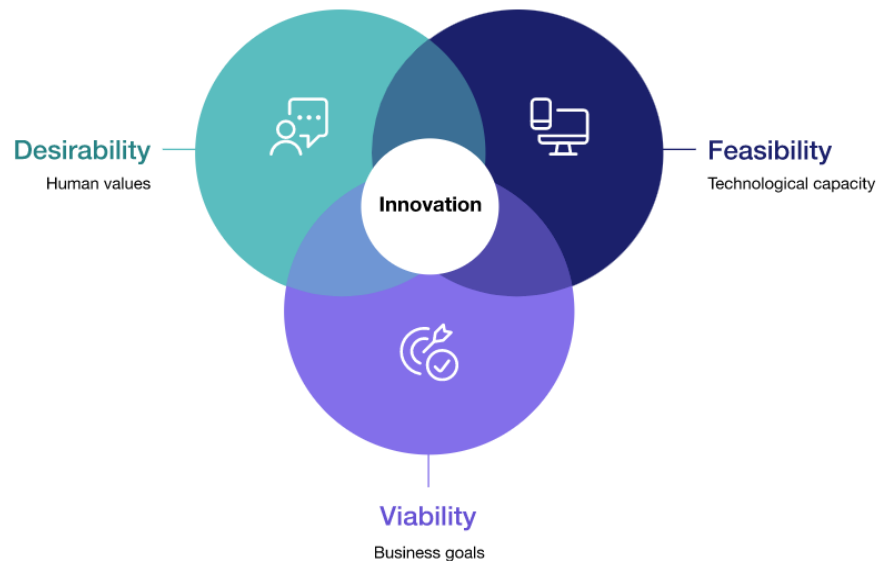 Desirability
Human values
Innovation
Feasibility
Technological capacity
Viability
Business goals